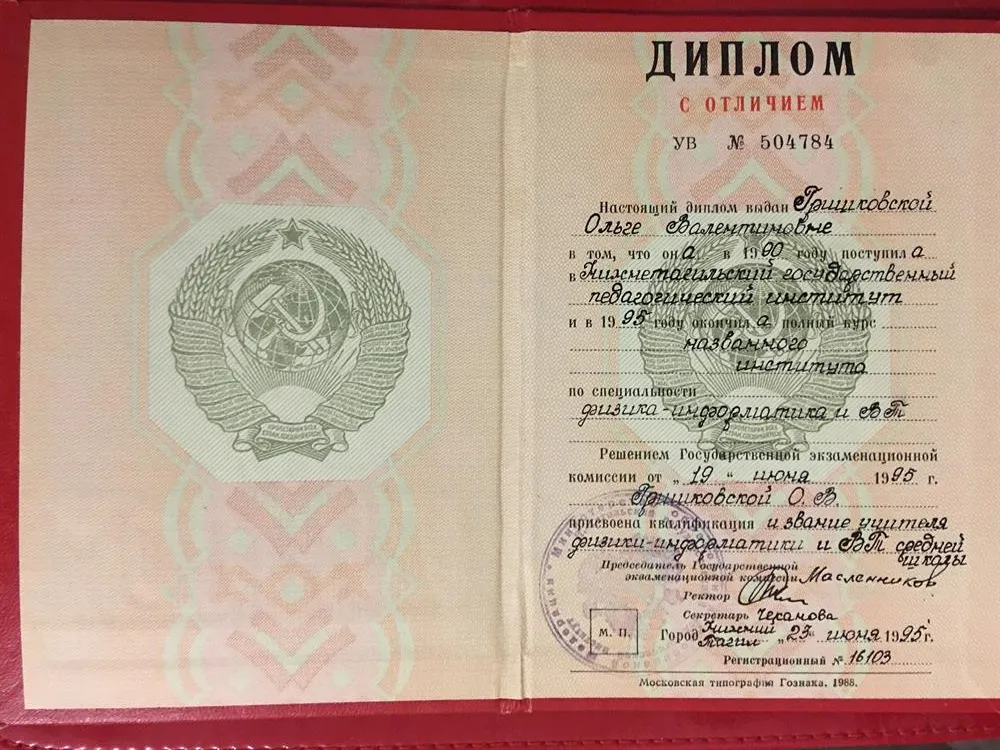 ДИПЛОМ
С ОТЛИЧИЕМ
УВ № 504784
Настоящий диплом выдан Гришковской
Ольге Валентиновне
в том, что она в 1990 году поступила
в Нижнетагильский государственный
педагогический институт
и в 1995 году окончила полный курс
названного
института
по специальности
физика-информатика и ВТ
Решением Государственной экзаменационной
комиссии от „19“ июня 1995 г.
Гришковской О. В.
присвоена квалификация и звание учителя
физики-информатики и ВТ средней
школы
Председатель Государственной
экзаменационной комиссии Масленников
Ректор
Секретарь Чеканова
М. П.
Город Нижний Тагил „23“ июня 1995 г.
Регистрационный № 16103
Московская типография Гознака. 1988.